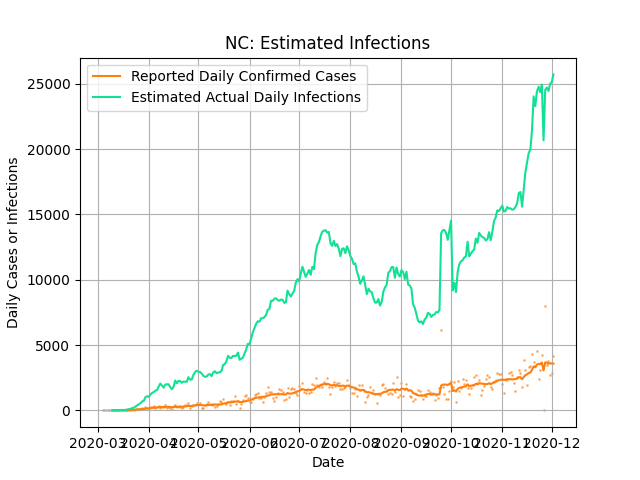 NC: Estimated Infections
Reported Daily Confirmed Cases
Estimated Actual Daily Infections
Daily Cases or Infections
25000
20000
15000
10000
5000
0
2020-03 2020-04 2020-05 2020-06 2020-07 2020-08 2020-09 2020-10 2020-11 2020-12
Date